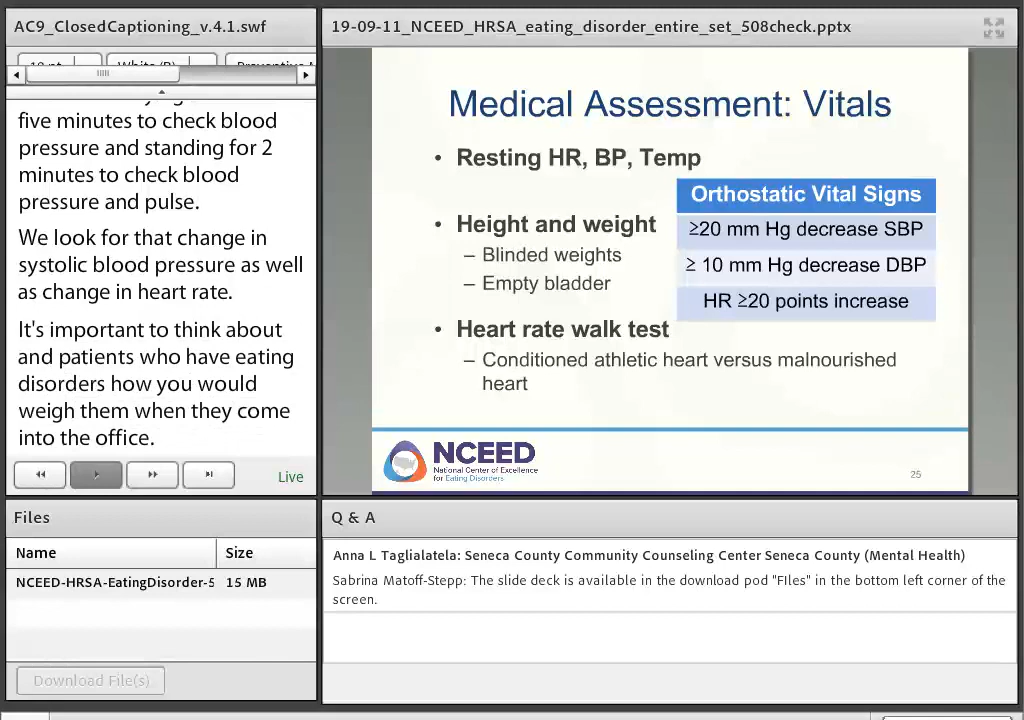 AC9_ClosedCaptioning_v.4.1.swf
five minutes to check blood
pressure and standing for 2
minutes to check blood
pressure and pulse.
We look for that change in
systolic blood pressure as well
as change in heart rate.
It's important to think about
and patients who have eating
disorders how you would
weigh them when they come
into the office.
Live
19-09-11_NCEED_HRSA_eating_disorder_entire_set_508check.pptx
Medical Assessment: Vitals
• Resting HR, BP, Temp
• Height and weight
– Blinded weights
– Empty bladder
• Heart rate walk test
– Conditioned athletic heart versus malnourished
heart
Orthostatic Vital Signs
≥20 mm Hg decrease SBP
≥ 10 mm Hg decrease DBP
HR ≥20 points increase
NCEED
National Center of Excellence
for Eating Disorders
25
Files
Name Size
NCEED-HRSA-EatingDisorder-5 15 MB
Download File(s)
Q & A
Anna L Taglialatela: Seneca County Community Counseling Center Seneca County (Mental Health)
Sabrina Matoff-Stepp: The slide deck is available in the download pod "FIles" in the bottom left corner of the
screen.